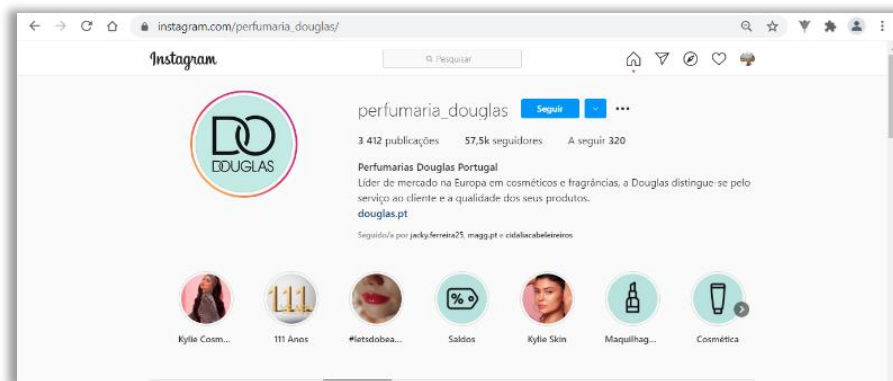 instagram.com/perfumaria_douglas/
Instagram
Pesquisar
DOUGLAS
perfumaria_douglas Seguir
3 412 publicações 57,5k seguidores A seguir 320
Perfumarias Douglas Portugal
Líder de mercado na Europa em cosméticos e fragrâncias, a Douglas distingue-se pelo
serviço ao cliente e a qualidade dos seus produtos.
douglas.pt
Seguido/a por jacky.ferreira25, magg.pt e cidaliacabeleireiros
111
%
Kylie Cosm... 111 Anos #letsdobea... Saldos Kylie Skin Maquilhag... Cosmética